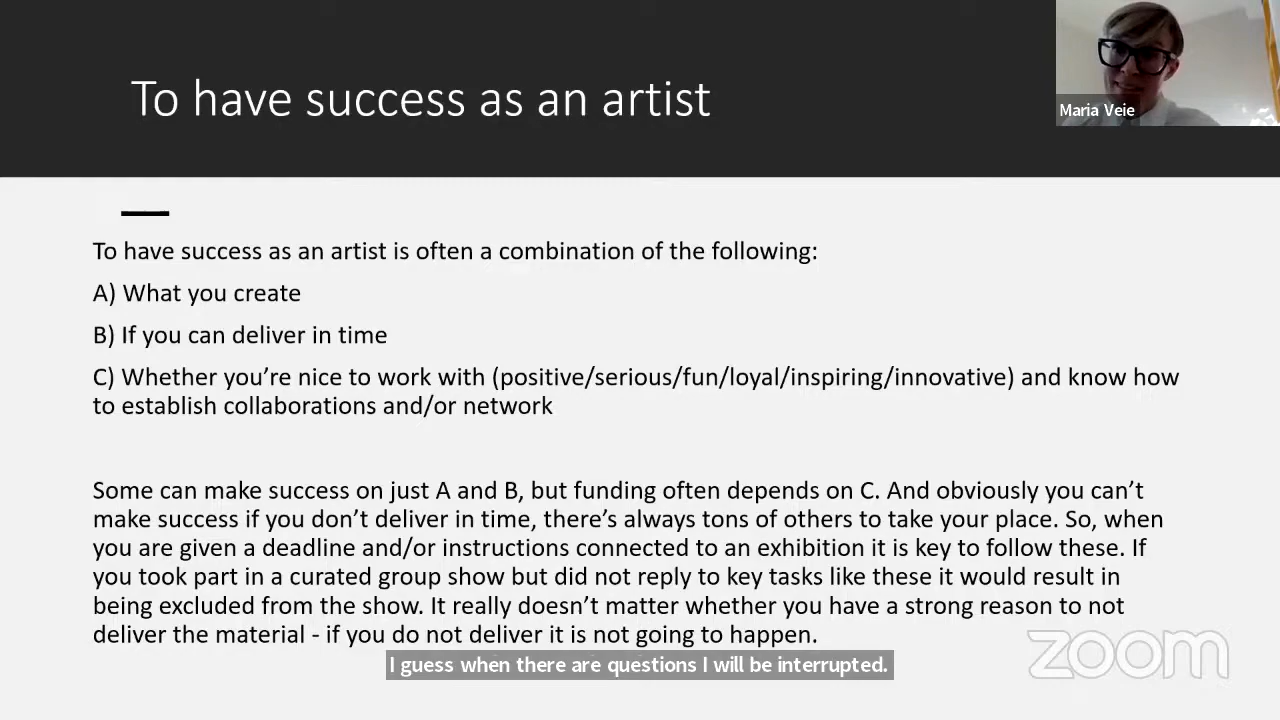 To have success as an artist
Maria Veie
To have success as an artist is often a combination of the following:
A) What you create
B) If you can deliver in time
C) Whether you’re nice to work with (positive/serious/fun/loyal/inspiring/innovative) and know how
to establish collaborations and/or network
Some can make success on just A and B, but funding often depends on C. And obviously you can’t
make success if you don’t deliver in time, there’s always tons of others to take your place. So, when
you are given a deadline and/or instructions connected to an exhibition it is key to follow these. If
you took part in a curated group show but did not reply to key tasks like these it would result in
being excluded from the show. It really doesn’t matter whether you have a strong reason to not
deliver the material - if you do not deliver it is not going to happen.
I guess when there are questions I will be interrupted.
zoom